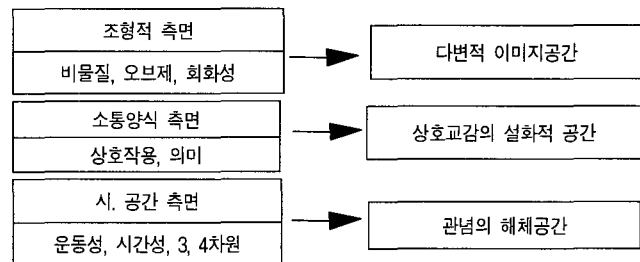 조형적 측면
비물질, 오브제, 회화성
다변적 이미지공간
소통양식 측면
상호작용, 의미
상호교감의 설화적 공간
시. 공간 측면
운동성, 시간성, 3, 4차원
관념의 해체공간